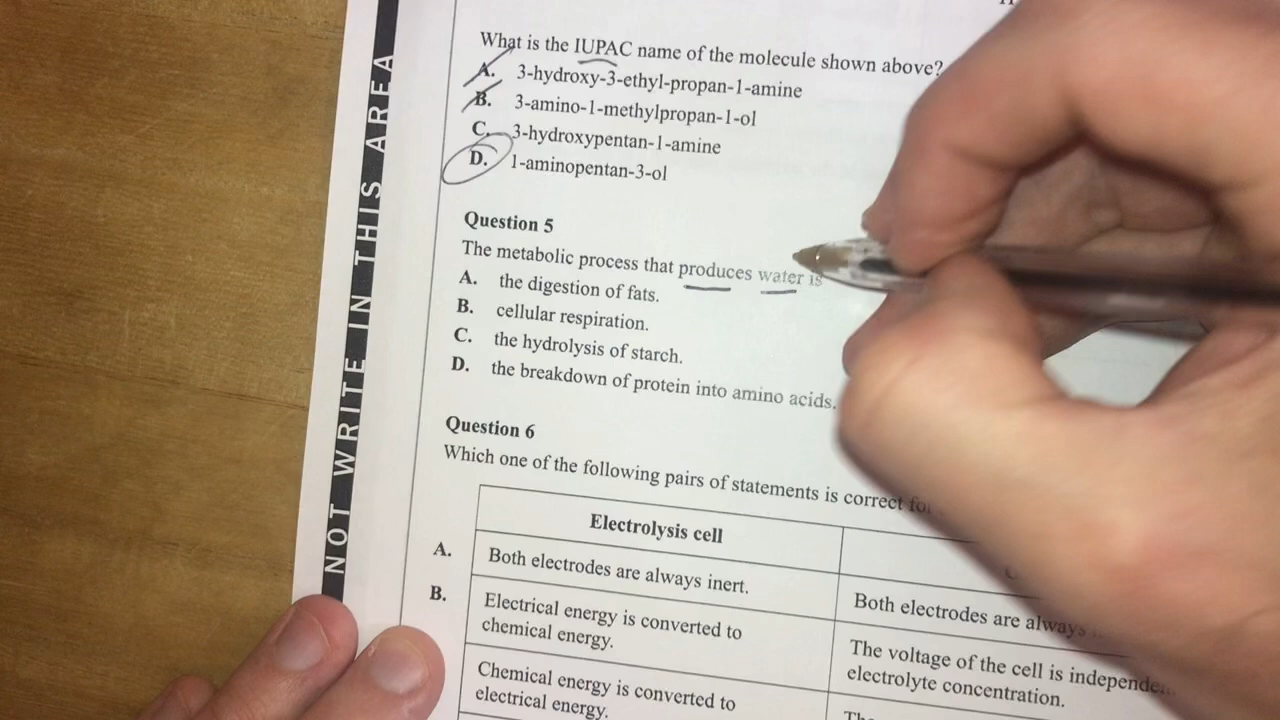 NOT WRITE IN THIS AREA
What is the IUPAC name of the molecule shown above?
A. 3-hydroxy-3-ethyl-propan-1-amine
B. 3-amino-1-methylpropan-1-ol
C. 3-hydroxypentan-1-amine
D. 1-aminopentan-3-ol
Question 5
The metabolic process that produces water is
A. the digestion of fats.
B. cellular respiration.
C. the hydrolysis of starch.
D. the breakdown of protein into amino acids.
Question 6
Which one of the following pairs of statements is correct for
Electrolysis cell
A. Both electrodes are always inert.
Both electrodes are always
B. Electrical energy is converted to
chemical energy.
The voltage of the cell is
electrolyte concentration.
Chemical energy is converted to
electrical energy.